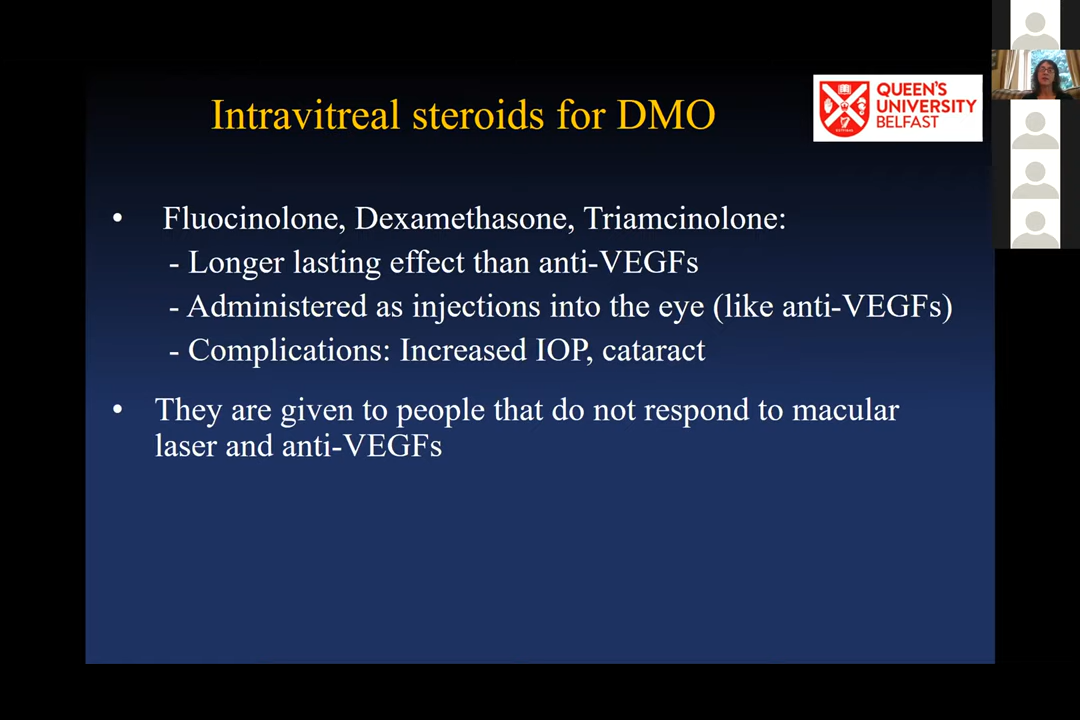 Intravitreal steroids for DMO
QUEEN'S
UNIVERSITY
BELFAST
• Fluocinolone, Dexamethasone, Triamcinolone:
- Longer lasting effect than anti-VEGFs
- Administered as injections into the eye (like anti-VEGFs)
- Complications: Increased IOP, cataract
• They are given to people that do not respond to macular
laser and anti-VEGFs